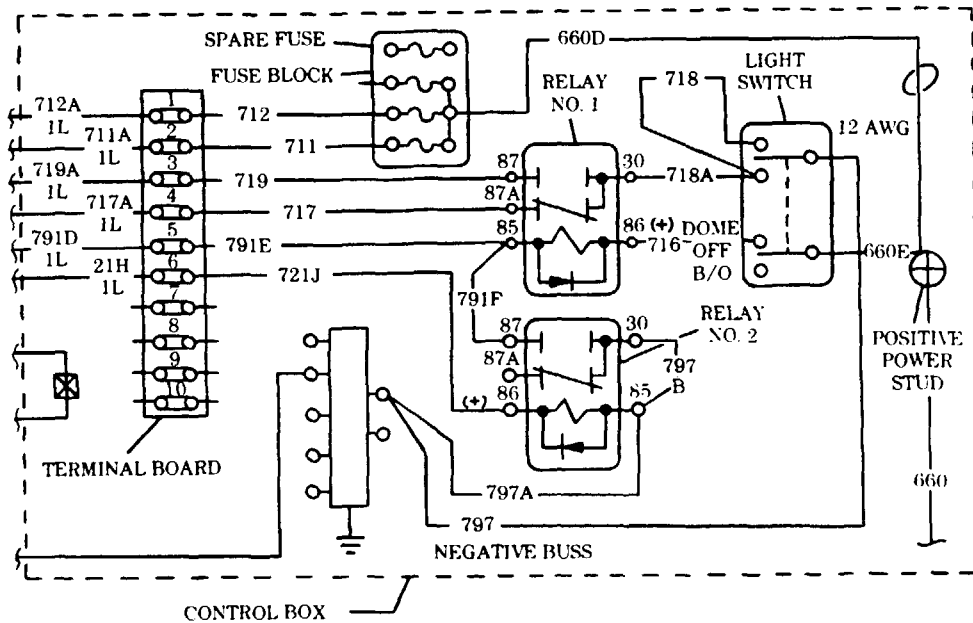 SPARE FUSE
FUSE BLOCK
660D
LIGHT
SWITCH
RELAY
NO. 1
718
12 AWG
712A
1L
1
712
711A
1L
2
711
719A
1L
3
719
87
30
718A
717A
1L
4
717
87A
791D
1L
5
791E
85
86 (+)
716
DOME
OFF
B/O
660E
21H
1L
6
721J
7
8
9
10
791F
RELAY
NO. 2
87
30
87A
797
B
(+)
86
85
POSITIVE
POWER
STUD
TERMINAL BOARD
797A
797
660
NEGATIVE BUSS
CONTROL BOX